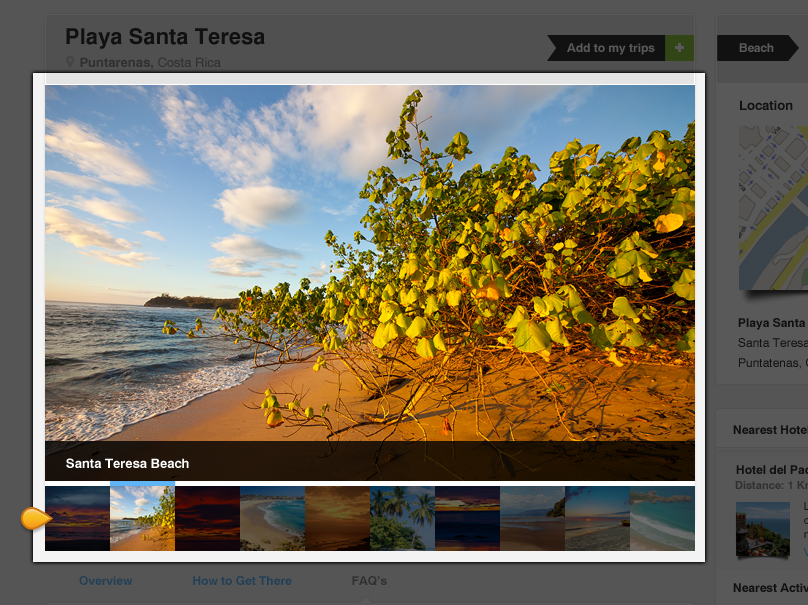 Playa Santa Teresa
Puntarenas, Costa Rica
Add to my trips +
Beach
Location
Santa Teresa Beach
Playa Santa
Santa Teresa
Puntatenas,
Nearest Hote
Hotel del Pac
Distance: 1 K
Nearest Activ
Overview
How to Get There
FAQ's